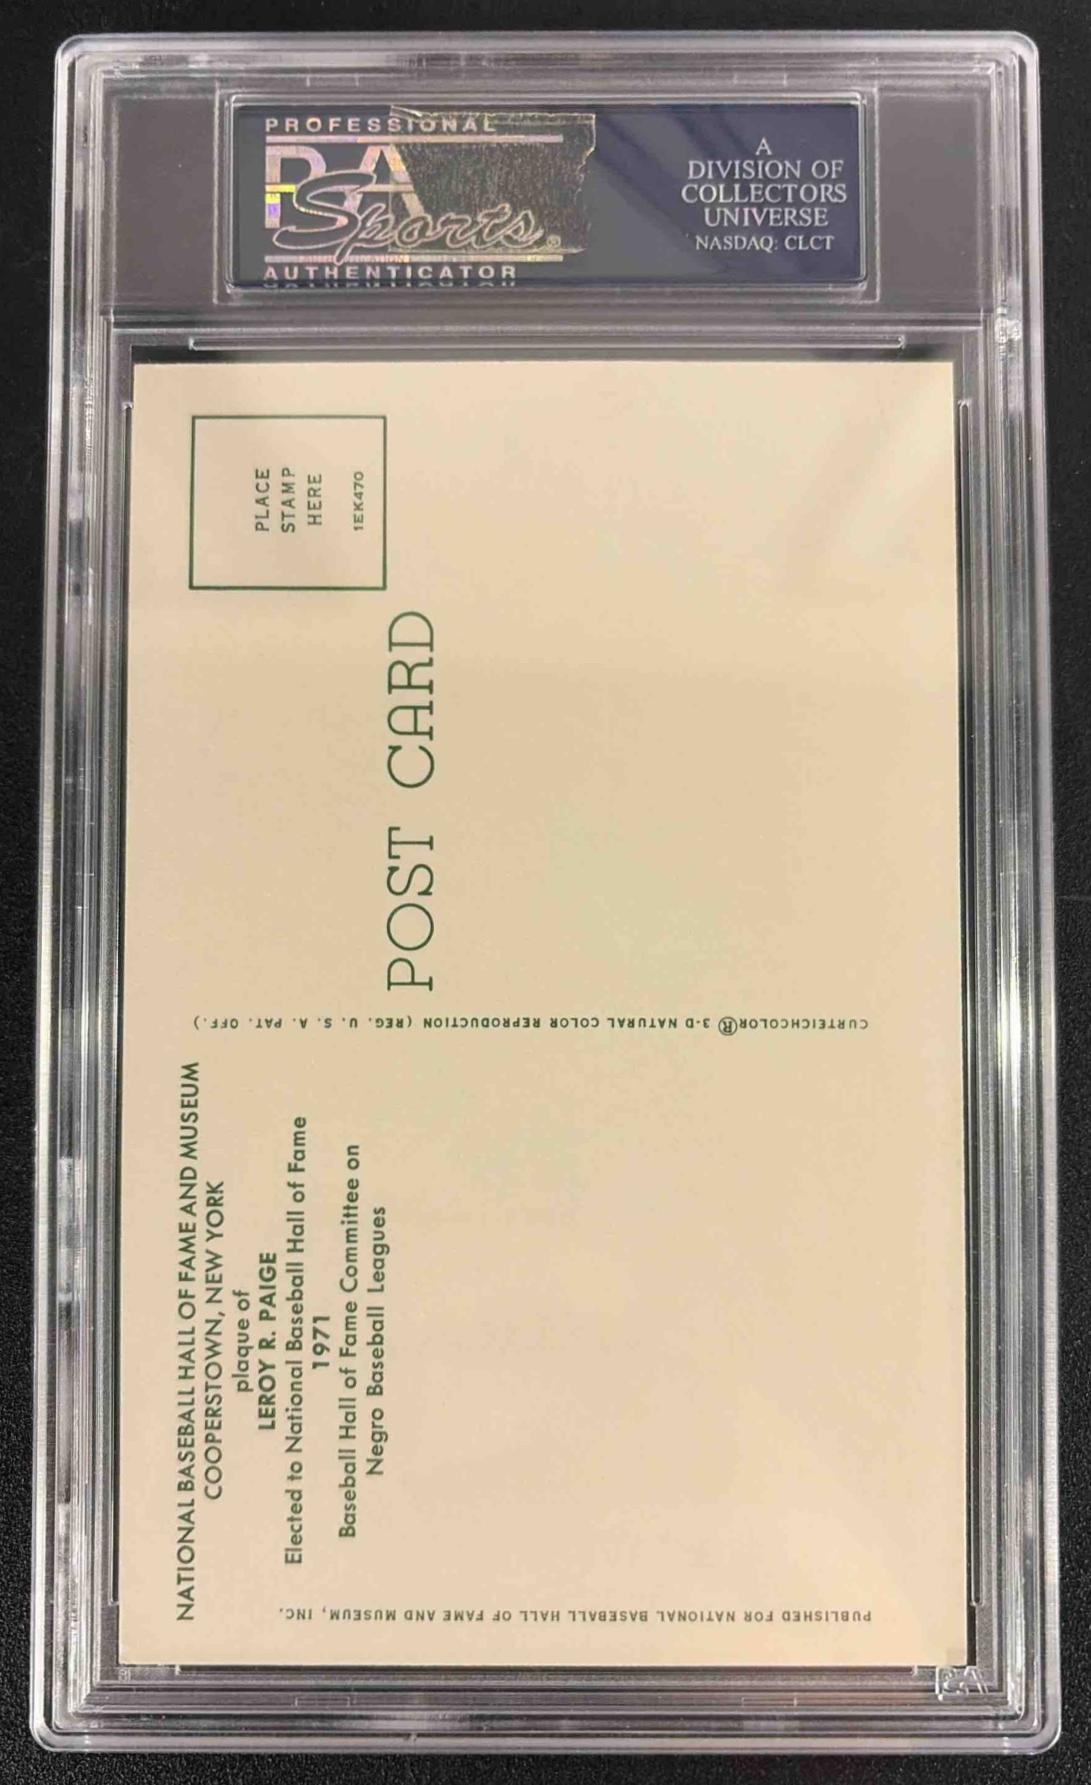 PROFESSIONAL
PSA
Sports®
AUTHENTICATOR
A
DIVISION OF
COLLECTORS
UNIVERSE
NASDAQ: CLCT
NATIONAL BASEBALL HALL OF FAME AND MUSEUM
COOPERSTOWN, NEW YORK
plaque of
LEROY R. PAIGE
Elected to National Baseball Hall of Fame
1971
Baseball Hall of Fame Committee on
Negro Baseball Leagues
PUBLISHED FOR NATIONAL BASEBALL HALL OF FAME AND MUSEUM, INC.
CURTEICHCOLOR® 3-D NATURAL COLOR REPRODUCTION (REG. U. S. A. PAT. OFF.)
POST CARD
PLACE
STAMP
HERE
1EK470
PSA